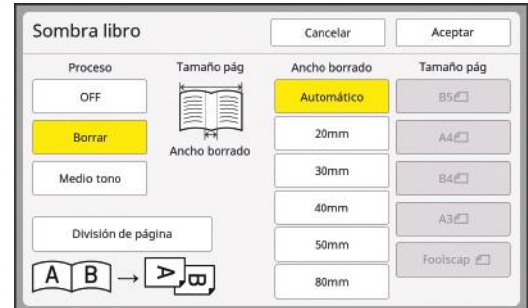 Sombra libro
Cancelar
Aceptar
Proceso
OFF
Borrar
Medio tono
Tamaño pág
Ancho borrado
Ancho borrado
Automático
20mm
30mm
40mm
50mm
80mm
Tamaño pág
B5
A4
B4
A3
Foolscap
División de página
A B
A
B